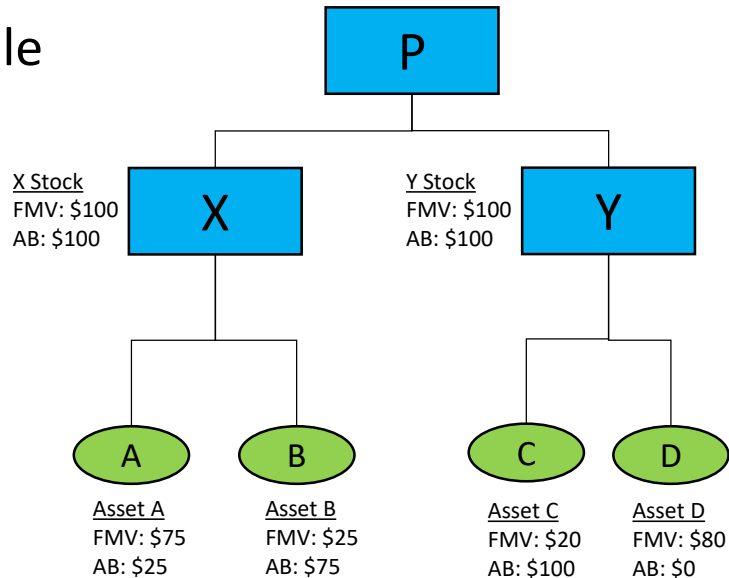 le
P
X Stock
FMV: $100
AB: $100
X
Y Stock
FMV: $100
AB: $100
Y
A
B
C
D
Asset A
FMV: $75
AB: $25
Asset B
FMV: $25
AB: $75
Asset C
FMV: $20
AB: $100
Asset D
FMV: $80
AB: $0